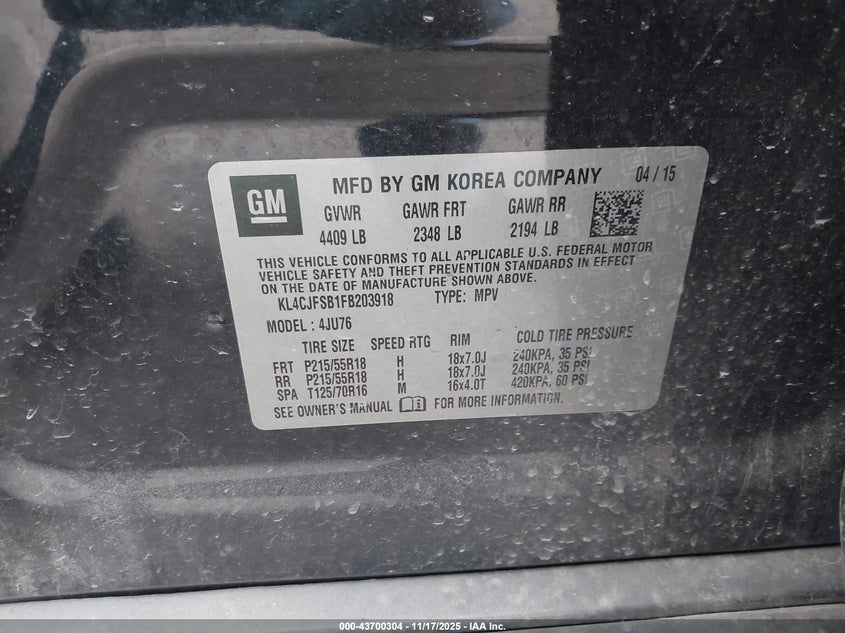 GM
MFD BY GM KOREA COMPANY 04 / 15
GVWR GAWR FRT GAWR RR
4409 LB 2348 LB 2194 LB
THIS VEHICLE CONFORMS TO ALL APPLICABLE U.S. FEDERAL MOTOR
VEHICLE SAFETY AND THEFT PREVENTION STANDARDS IN EFFECT
ON THE DATE OF MANUFACTURE SHOWN ABOVE.
KL4CJFSB1FB203918 TYPE: MPV
MODEL : 4JU76
TIRE SIZE SPEED RTG RIM COLD TIRE PRESSURE
FRT P215/55R18 H 18x7.0J 240KPA, 35 PSI
RR P215/55R18 H 18x7.0J 240KPA, 35 PSI
SPA T125/70R16 M 16x4.0T 420KPA, 60 PSI
SEE OWNER'S MANUAL FOR MORE INFORMATION.
000-43700304 - 11/17/2025 - IAA Inc.